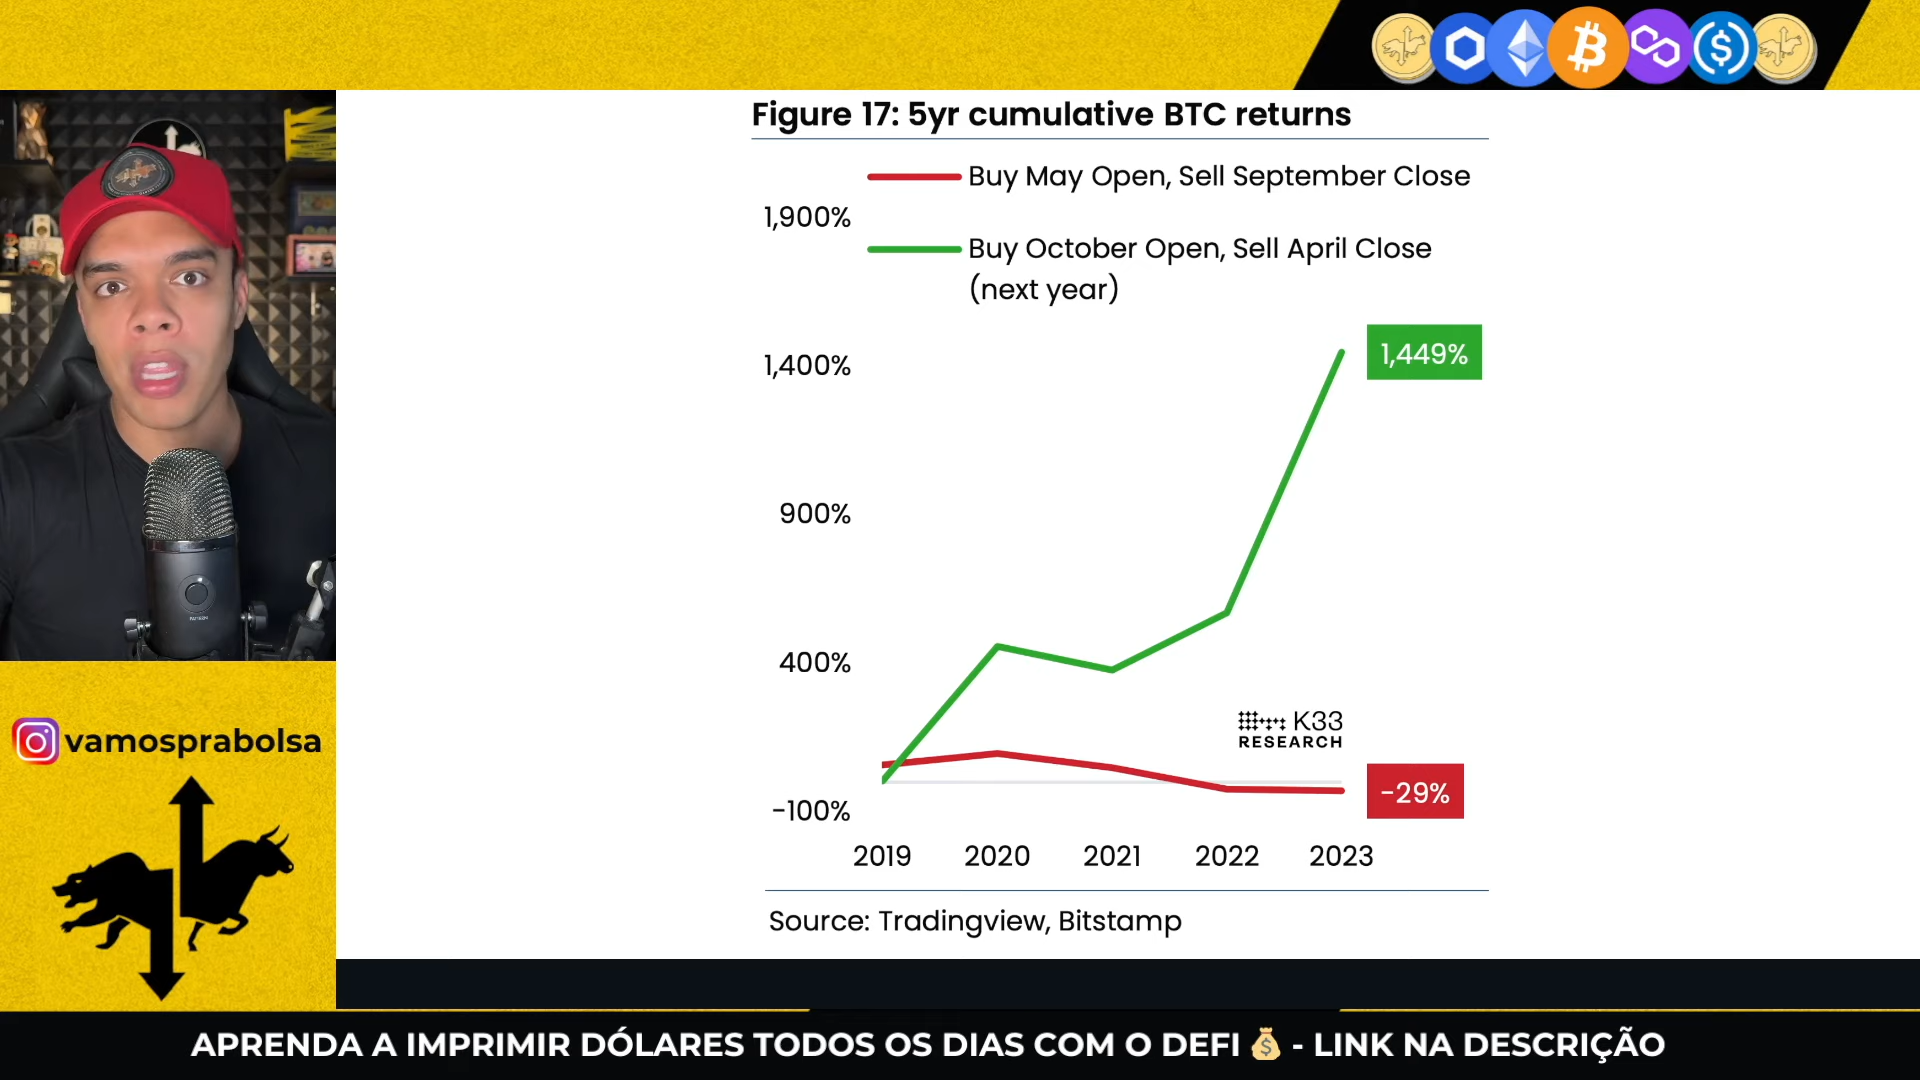 Figure 17: 5yr cumulative BTC returns
Buy May Open, Sell September Close
1,900%
Buy October Open, Sell April Close
(next year)
1,449%
1,400%
900%
400%
K33
RESEARCH
-29%
-100%
2019 2020 2021 2022 2023
Source: Tradingview, Bitstamp
vamosprabolsa
APRENDA A IMPRIMIR DÓLARES TODOS OS DIAS COM O DEFI 💰 - LINK NA DESCRIÇÃO